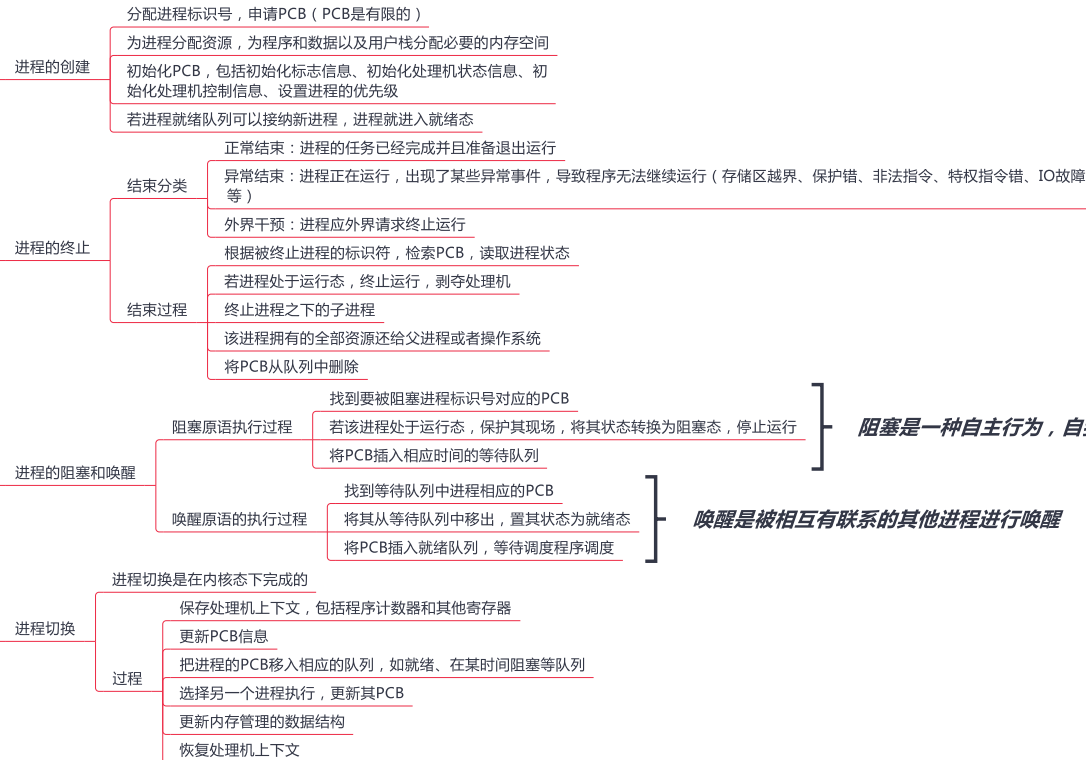 分配进程标识号，申请PCB（PCB是有限的）
为进程分配资源，为程序和数据以及用户栈分配必要的内存空间
进程的创建
初始化PCB，包括初始化标志信息、初始化处理机状态信息、初
始化处理机控制信息、设置进程的优先级
若进程就绪队列可以接纳新进程，进程就进入就绪态
正常结束：进程的任务已经完成并且准备退出运行
结束分类
异常结束：进程正在运行，出现了某些异常事件，导致程序无法继续运行（存储区越界、保护错、非法指令、特权指令错、IO故障
等）
外界干预：进程应外界请求终止运行
进程的终止
根据被终止进程的标识符，检索PCB，读取进程状态
若进程处于运行态，终止运行，剥夺处理机
结束过程
终止进程之下的子进程
该进程拥有的全部资源还给父进程或者操作系统
将PCB从队列中删除
找到要被阻塞进程标识号对应的PCB
阻塞原语执行过程
若该进程处于运行态，保护其现场，将其状态转换为阻塞态，停止运行
阻塞是一种自主行为，自
将PCB插入相应时间的等待队列
进程的阻塞和唤醒
找到等待队列中进程相应的PCB
唤醒原语的执行过程
将其从等待队列中移出，置其状态为就绪态
唤醒是被相互有联系的其他进程进行唤醒
将PCB插入就绪队列，等待调度程序调度
进程切换是在内核态下完成的
进程切换
保存处理机上下文，包括程序计数器和其他寄存器
更新PCB信息
把进程的PCB移入相应的队列，如就绪、在某时间阻塞等队列
过程
选择另一个进程执行，更新其PCB
更新内存管理的数据结构
恢复处理机上下文